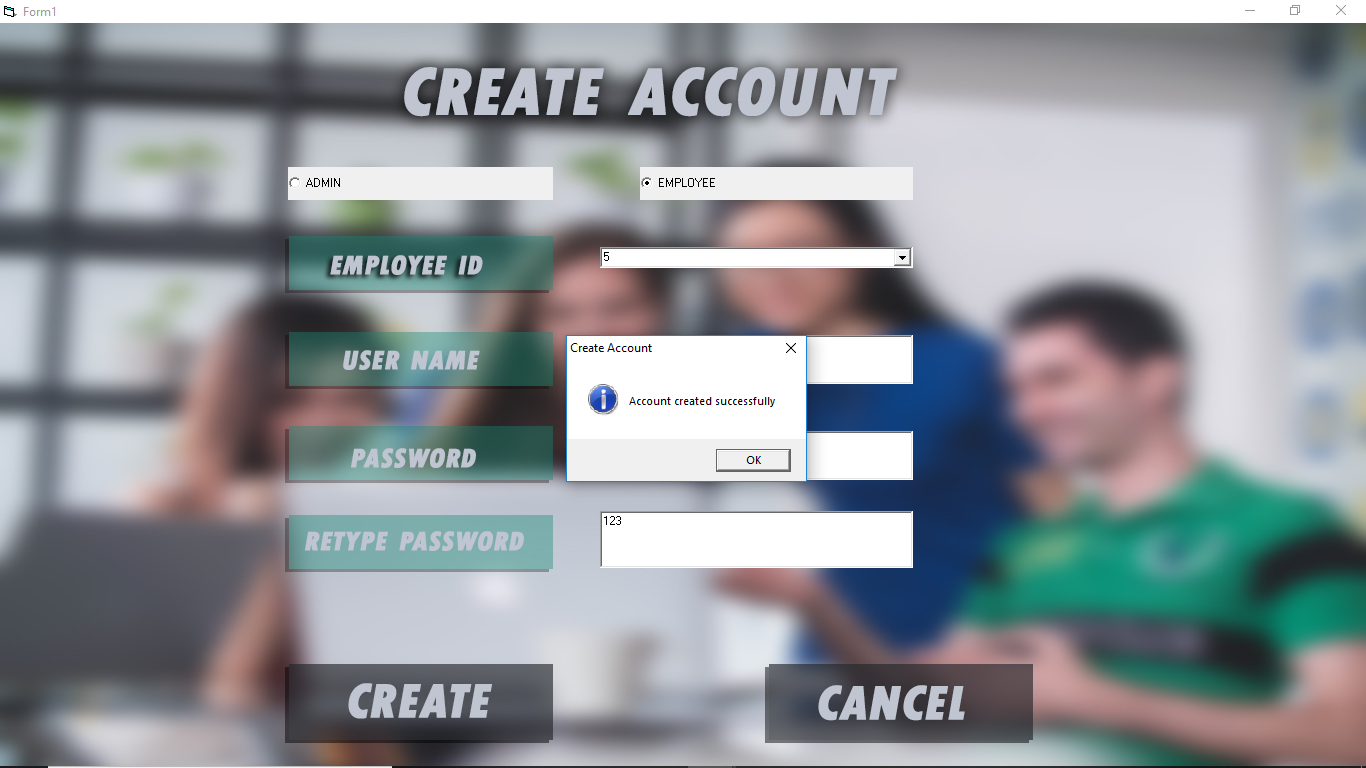 Form1
CREATE ACCOUNT
ADMIN
EMPLOYEE
EMPLOYEE ID
5
USER NAME
Create Account
Account created successfully
OK
PASSWORD
RETYPE PASSWORD
123
CREATE
CANCEL